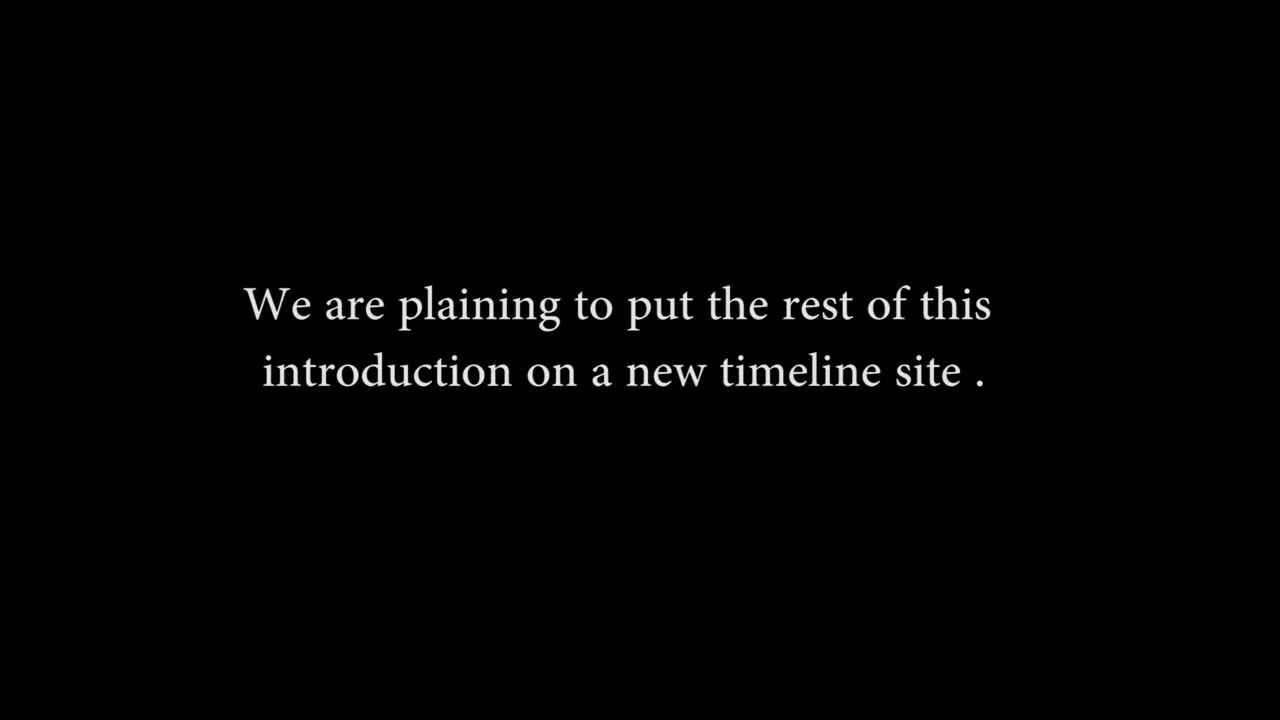 We are plaining to put the rest of this
introduction on a new timeline site .